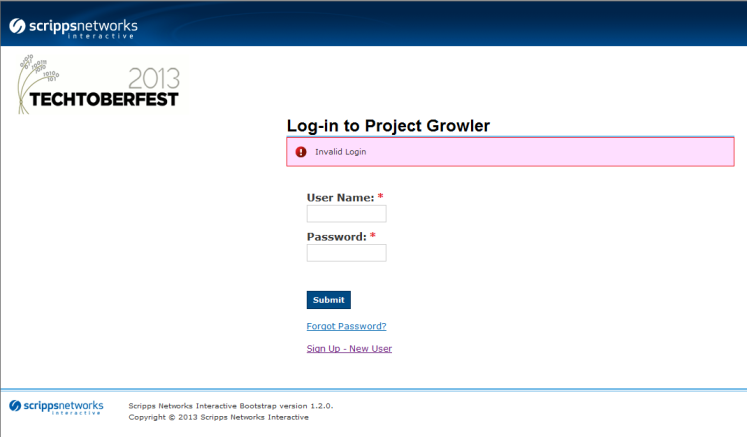 scrippsnetworks
interactive
2013
TECHTOBERFEST
Log-in to Project Growler
Invalid Login
User Name: *
Password: *
Submit
Forgot Password?
Sign Up - New User
scrippsnetworks
interactive
Scripps Networks Interactive Bootstrap version 1.2.0.
Copyright © 2013 Scripps Networks Interactive